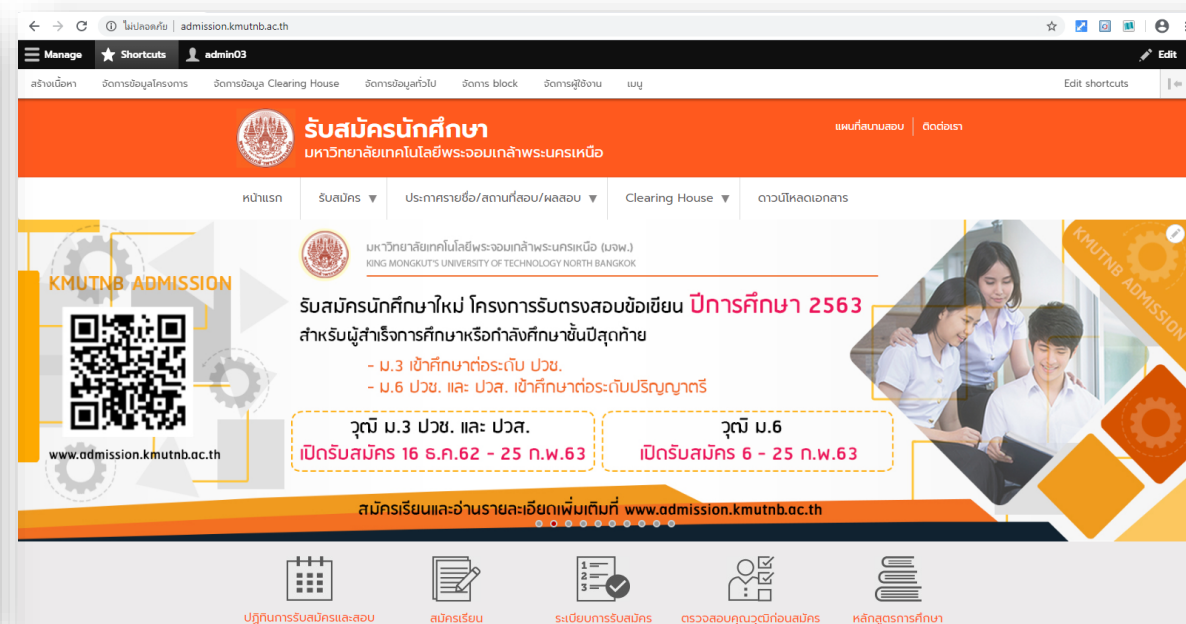 ไม่ปลอดภัย | admission.kmutnb.ac.th
Manage Shortcuts admin03 Edit
สร้างเนื้อหา จัดการข้อมูลโครงการ จัดการข้อมูล Clearing House จัดการข้อมูลทั่วไป จัดการ block จัดการผู้ใช้งาน เมนู Edit shortcuts
รับสมัครนักศึกษา
มหาวิทยาลัยเทคโนโลยีพระจอมเกล้าพระนครเหนือ
แผนที่สนามสอบ ติดต่อเรา
หน้าแรก รับสมัคร ▼ ประกาศรายชื่อ/สถานที่สอบ/ผลสอบ ▼ Clearing House ▼ ดาวน์โหลดเอกสาร
มหาวิทยาลัยเทคโนโลยีพระจอมเกล้าพระนครเหนือ (มจพ.)
KING MONGKUT'S UNIVERSITY OF TECHNOLOGY NORTH BANGKOK
KMUTNB ADMISSION
www.admission.kmutnb.ac.th
รับสมัครนักศึกษาใหม่ โครงการรับตรงสอบข้อเขียน ปีการศึกษา 2563
สำหรับผู้สำเร็จการศึกษาหรือกำลังศึกษาชั้นปีสุดท้าย
- ม.3 เข้าศึกษาต่อระดับ ปวช.
- ม.6 ปวช. และ ปวส. เข้าศึกษาต่อระดับปริญญาตรี
วุฒิ ม.3 ปวช. และ ปวส.
เปิดรับสมัคร 16 ธ.ค.62 - 25 ก.พ.63
วุฒิ ม.6
เปิดรับสมัคร 6 - 25 ก.พ.63
KMUTNB ADMISSION
สมัครเรียนและอ่านรายละเอียดเพิ่มเติมที่ www.admission.kmutnb.ac.th
ปฏิทินการรับสมัครและสอบ สมัครเรียน ระเบียบการรับสมัคร ตรวจสอบคุณวุฒิก่อนสมัคร หลักสูตรการศึกษา